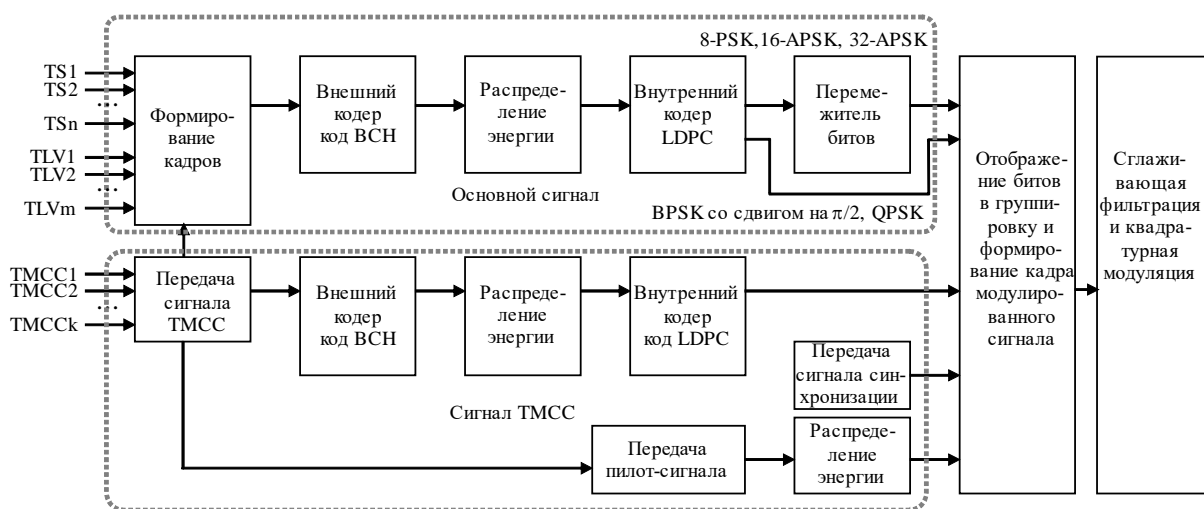 8-PSK,16-APSK, 32-APSK
TS1
TS2
...
TSn
TLV1
TLV2
...
TLVm
Формиро-
вание
кадров
Внешний
кодер
код BCH
Распреде-
ление
энергии
Внутренний
кодер
LDPC
Переме-
житель
битов
Основной сигнал
BPSK со сдвигом на π/2, QPSK
TMCC1
TMCC2
...
TMCCk
Передача
сигнала
TMCC
Внешний
кодер
код BCH
Распреде-
ление
энергии
Внутренний
кодер
код LDPC
Передача
сигнала син-
хронизации
Сигнал TMCC
Передача
пилот-сигнала
Распреде-
ление
энергии
Отображе-
ние битов
в группи-
ровку и
формиро-
вание кадра
модулиро-
ванного
сигнала
Сглажи-
вающая
фильтрация
и квадра-
турная
модуляция